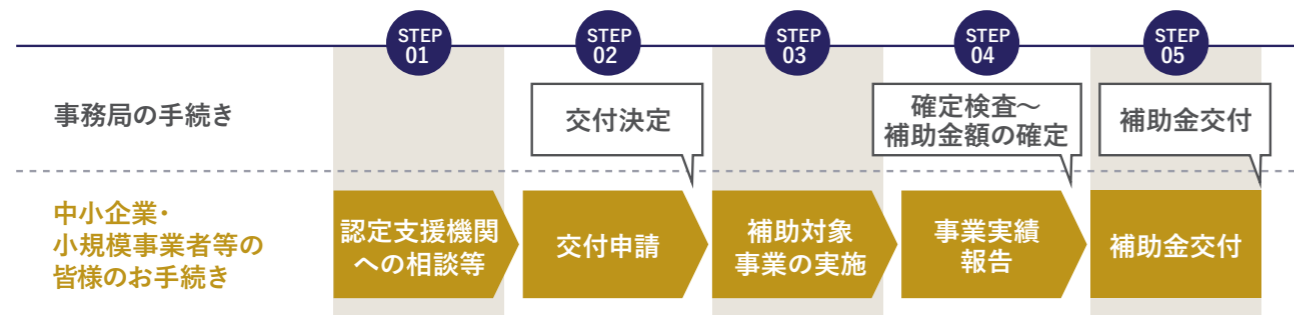 STEP
01
STEP
02
STEP
03
STEP
04
STEP
05
事務局の手続き
交付決定
確定検査～
補助金額の確定
補助金交付
中小企業・
小規模事業者等の
皆様のお手続き
認定支援機関
への相談等
交付申請
補助対象
事業の実施
事業実績
報告
補助金交付